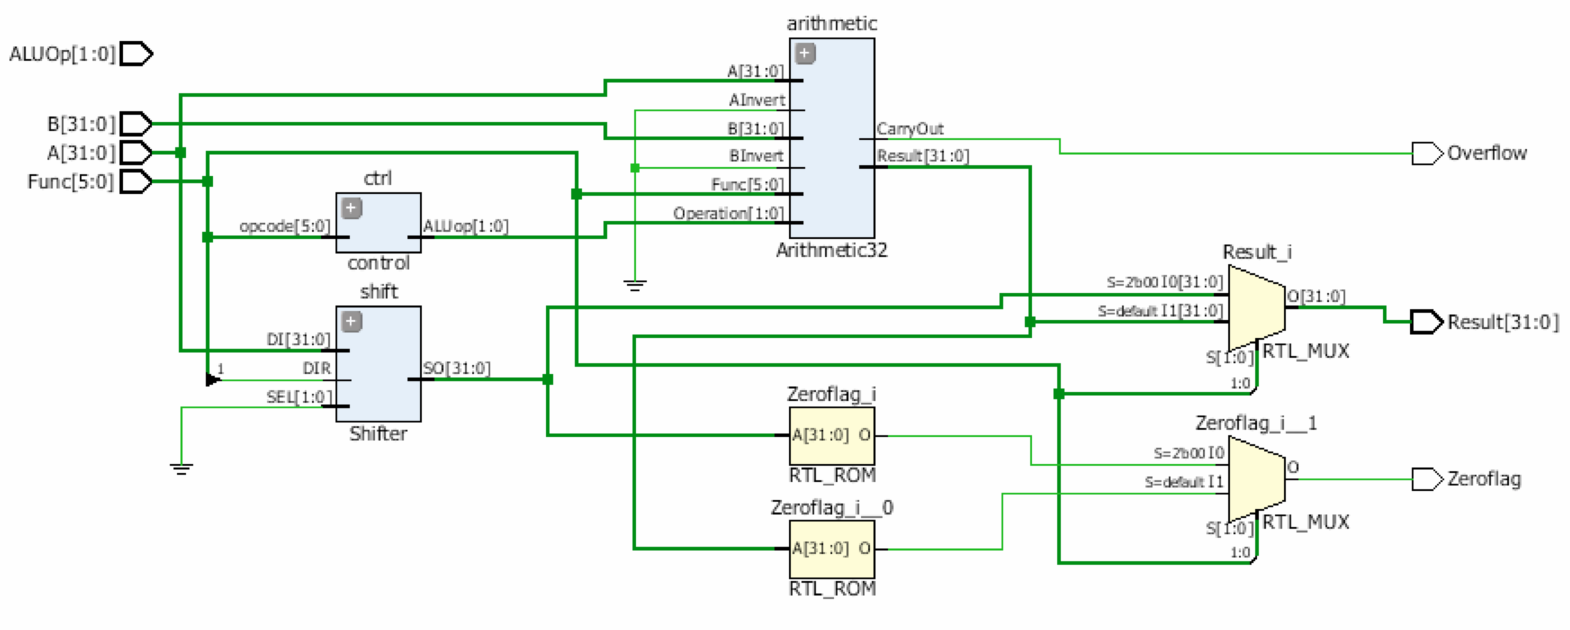 arithmetic
ALUOp[1:0]
B[31:0]
A[31:0]
Func[5:0]
A[31:0]
AInvert
B[31:0]
BInvert
Func[5:0]
Operation[1:0]
CarryOut
Result[31:0]
Arithmetic32
Overflow
ctrl
opcode[5:0]
ALUop[1:0]
control
shift
DI[31:0]
1
DIR
SEL[1:0]
SO[31:0]
Shifter
Result_i
S=2'b00 I0[31:0]
S=default I1[31:0]
O[31:0]
S[1:0]
RTL_MUX
1:0
Result[31:0]
Zeroflag_i
A[31:0] O
RTL_ROM
Zeroflag_i__0
A[31:0] O
RTL_ROM
Zeroflag_i__1
S=2'b00 I0
S=default I1
O
S[1:0]
RTL_MUX
1:0
Zeroflag